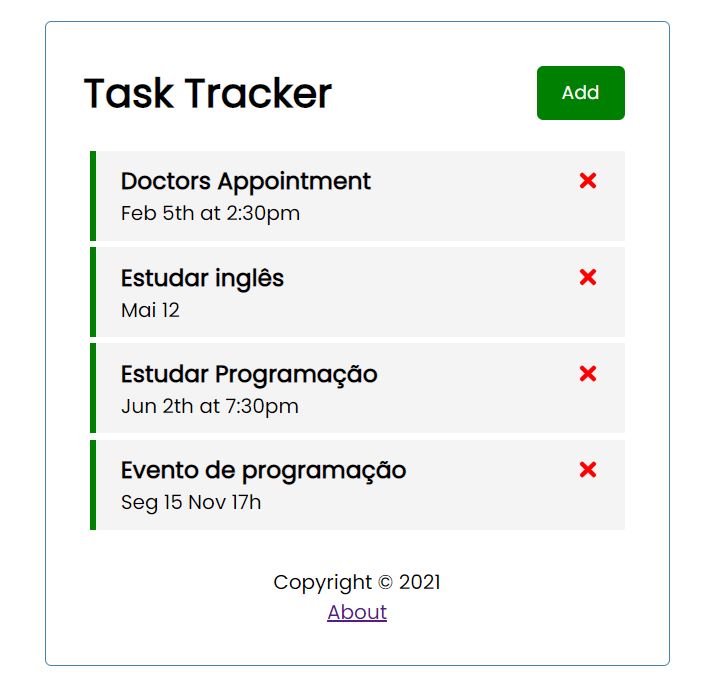 Task Tracker
Add
Doctors Appointment
Feb 5th at 2:30pm
Estudar inglês
Mai 12
Estudar Programação
Jun 2th at 7:30pm
Evento de programação
Seg 15 Nov 17h
Copyright © 2021
About